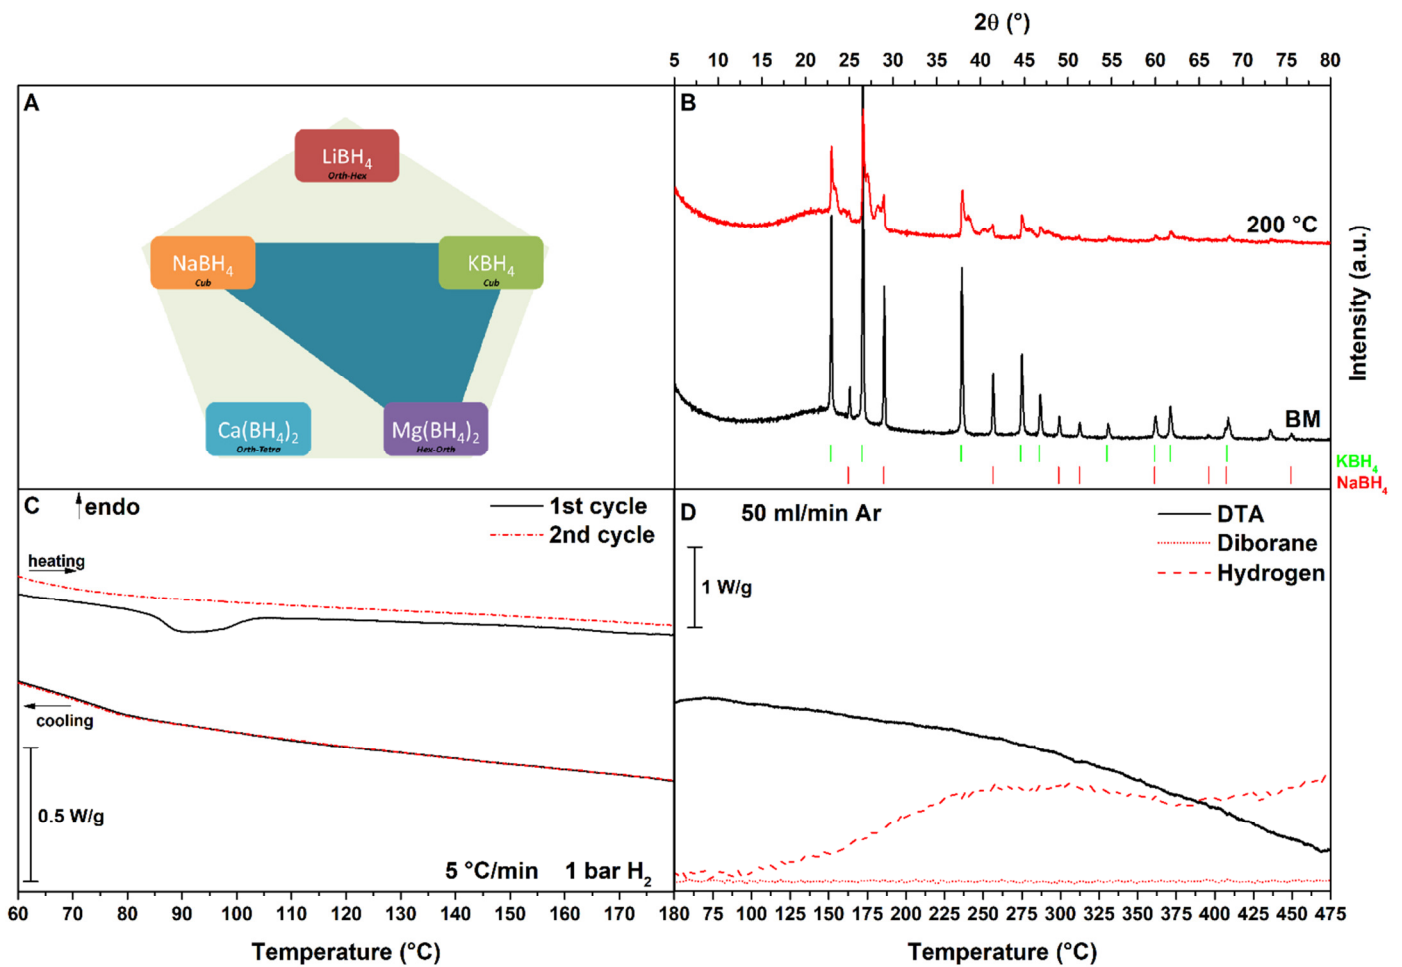 2θ (°)
5 10 15 20 25 30 35 40 45 50 55 60 65 70 75 80
A
LiBH4
Orth-Hex
NaBH4
Cub
KBH4
Cub
Ca(BH4)2
Orth-Tetra
Mg(BH4)2
Hex-Orth
B
200 °C
BM
KBH4
NaBH4
Intensity (a.u.)
C
endo
1st cycle
2nd cycle
heating
cooling
0.5 W/g
5 °C/min 1 bar H2
60 70 80 90 100 110 120 130 140 150 160 170 180
Temperature (°C)
D
50 ml/min Ar
DTA
Diborane
Hydrogen
1 W/g
75 100 125 150 175 200 225 250 275 300 325 350 375 400 425 450 475
Temperature (°C)